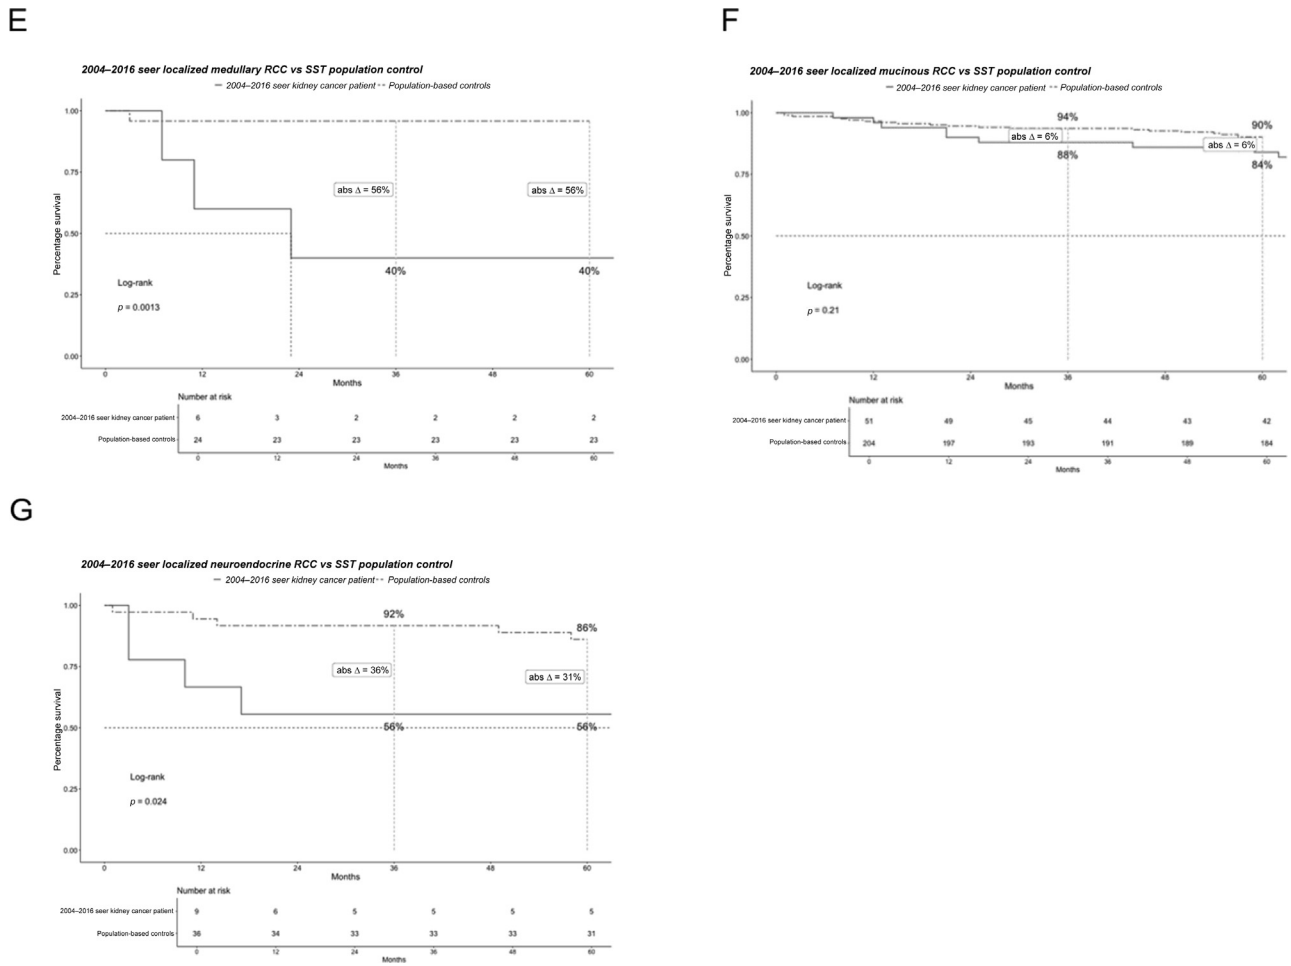 E
2004–2016 seer localized medullary RCC vs SST population control
2004–2016 seer kidney cancer patient Population-based controls
1.00
0.75
0.50
0.25
0.00
Percentage survival
abs Δ = 56%
abs Δ = 56%
40%
40%
Log-rank
p = 0.0013
0 12 24 36 48 60
Months
Number at risk
2004–2016 seer kidney cancer patient 6 3 2 2 2 2
Population-based controls 24 23 23 23 23 23
0 12 24 36 48 60
Months
F
2004–2016 seer localized mucinous RCC vs SST population control
2004–2016 seer kidney cancer patient Population-based controls
1.00
0.75
0.50
0.25
0.00
Percentage survival
94%
90%
abs Δ = 6%
abs Δ = 6%
88%
84%
Log-rank
p = 0.21
0 12 24 36 48 60
Months
Number at risk
2004–2016 seer kidney cancer patient 51 49 45 44 43 42
Population-based controls 204 197 193 191 189 184
0 12 24 36 48 60
Months
G
2004–2016 seer localized neuroendocrine RCC vs SST population control
2004–2016 seer kidney cancer patient Population-based controls
1.00
0.75
0.50
0.25
0.00
Percentage survival
92%
86%
abs Δ = 36%
abs Δ = 31%
56%
56%
Log-rank
p = 0.024
0 12 24 36 48 60
Months
Number at risk
2004–2016 seer kidney cancer patient 9 6 5 5 5 5
Population-based controls 36 34 33 33 33 31
0 12 24 36 48 60
Months